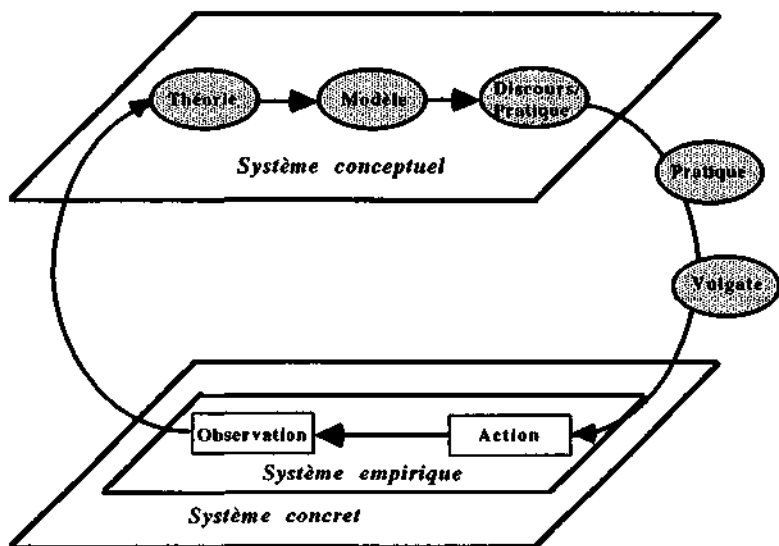 Théorie
Modèle
Discours/
Pratique
Système conceptuel
Pratique
Vulgate
Observation
Action
Système empirique
Système concret